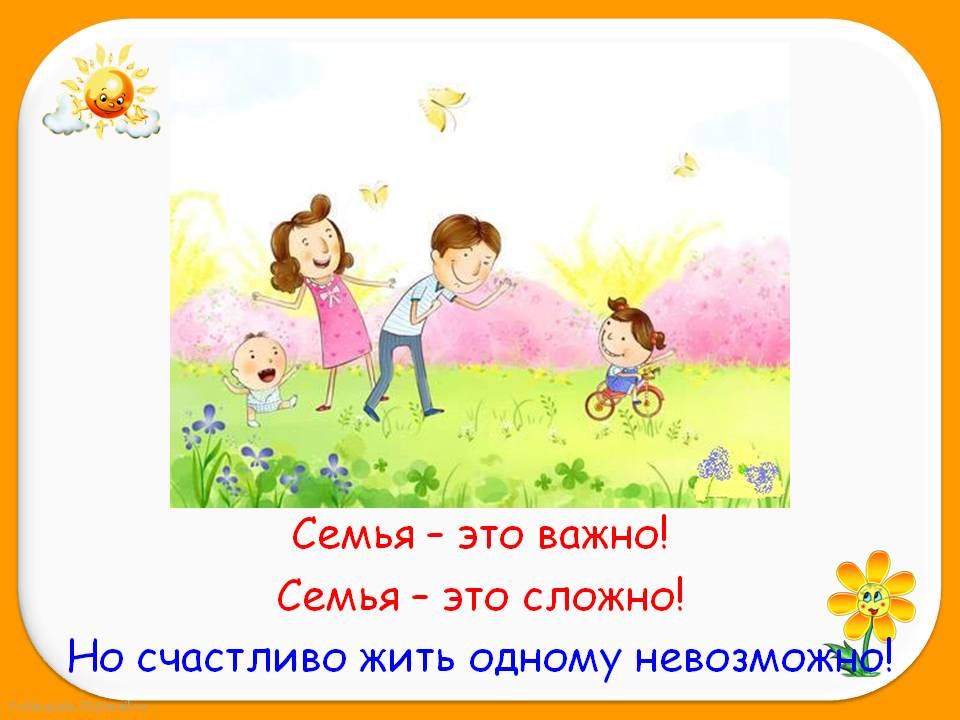 Семья – это важно!
Семья – это сложно!
Но счастливо жить одному невозможно!